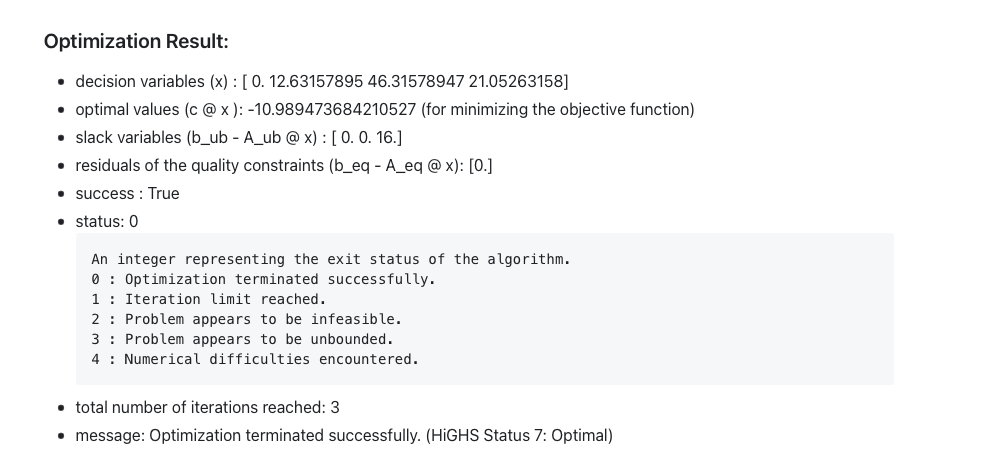 Optimization Result:
• decision variables (x) : [ 0. 12.63157895 46.31578947 21.05263158]
• optimal values (c @ x ): -10.989473684210527 (for minimizing the objective function)
• slack variables (b_ub - A_ub @ x) : [ 0. 0. 16.]
• residuals of the quality constraints (b_eq - A_eq @ x): [0.]
• success : True
• status: 0
An integer representing the exit status of the algorithm.
0 : Optimization terminated successfully.
1 : Iteration limit reached.
2 : Problem appears to be infeasible.
3 : Problem appears to be unbounded.
4 : Numerical difficulties encountered.
• total number of iterations reached: 3
• message: Optimization terminated successfully. (HiGHS Status 7: Optimal)